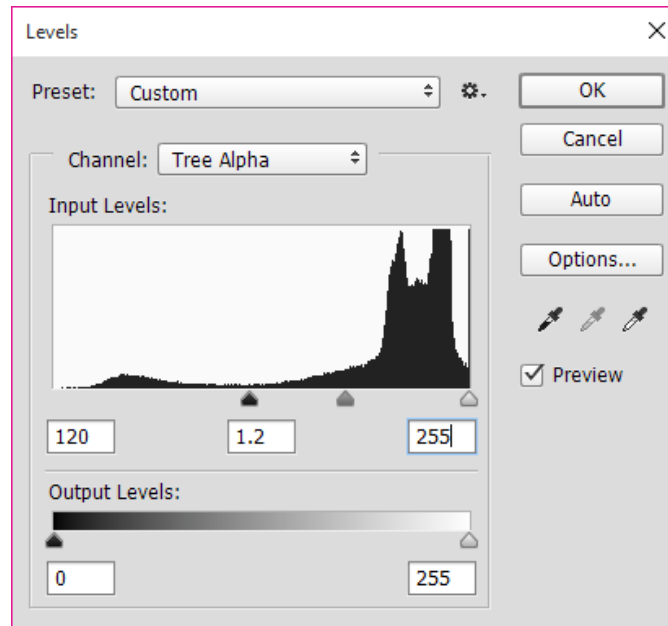 Levels
Preset: Custom
OK
Cancel
Channel: Tree Alpha
Auto
Input Levels:
Options...
Preview
120 1.2 255
Output Levels:
0 255